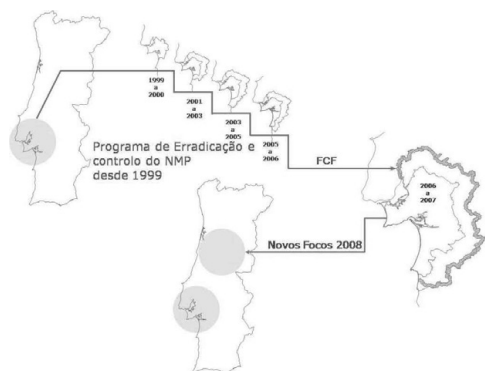 1999
a
2000
2001
a
2003
2003
a
2005
2005
a
2006
Programa de Erradicação e
controlo do NMP
desde 1999
FCF
2006
a
2007
Novos Focos 2008